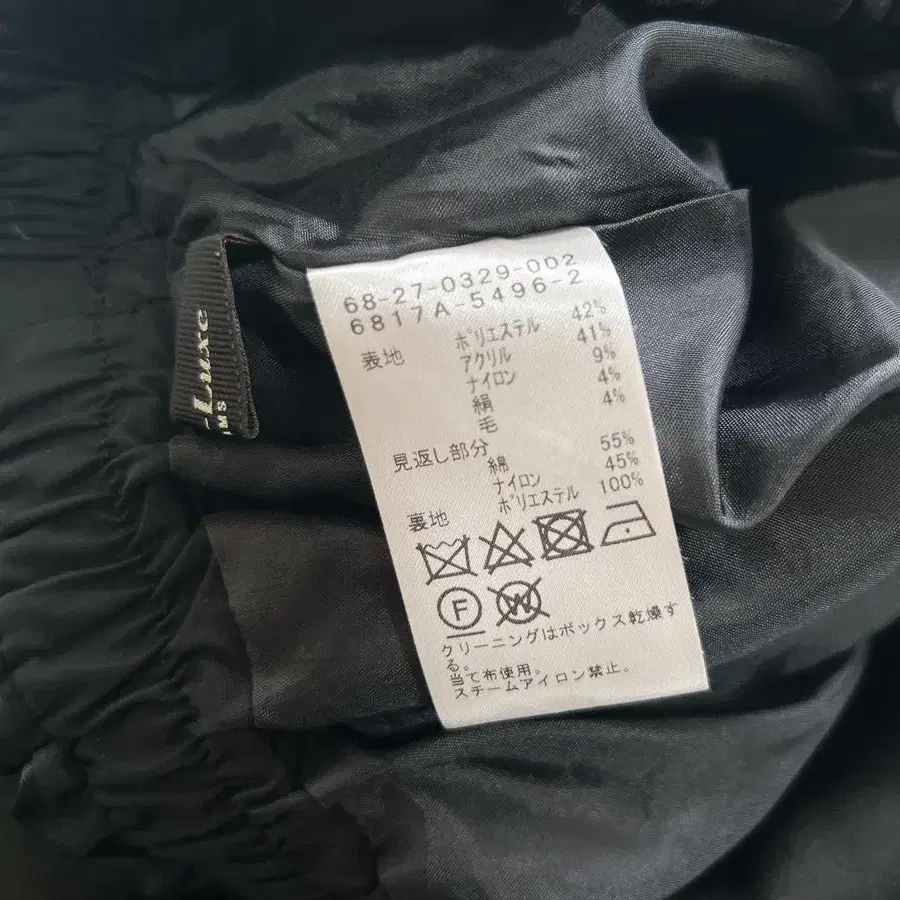 68-27-0329-002
6817A-5496-2
表地 ポリエステル 42%
アクリル 41%
ナイロン 9%
絹 4%
毛 4%
見返し部分
綿 55%
ナイロン 45%
裏地 ポリエステル 100%
F W
クリーニングはボックス乾燥す
る。
当て布使用。
スチームアイロン禁止。
Luxe
AMS